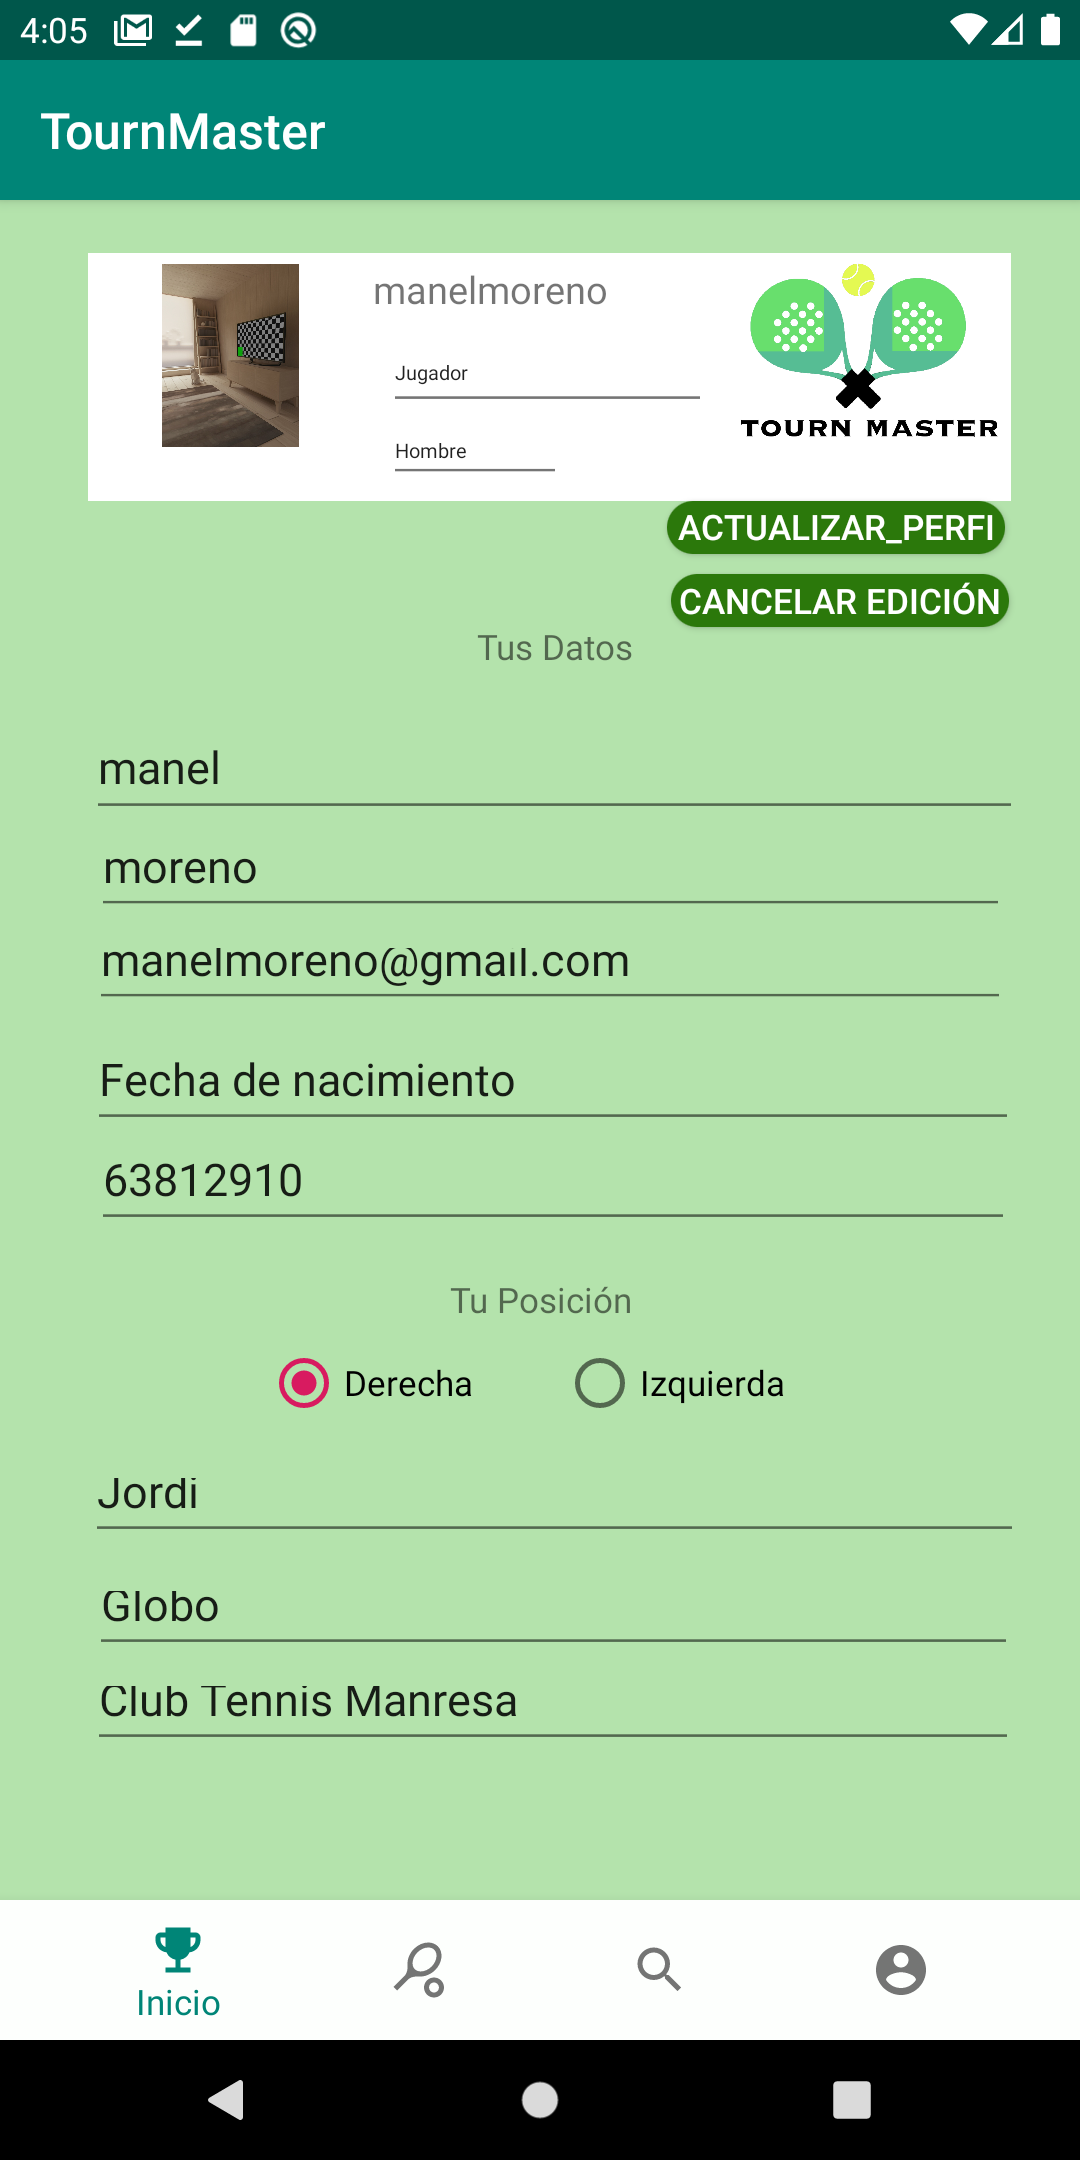 4:05
TournMaster
manelmoreno
Jugador
Hombre
TOURN MASTER
ACTUALIZAR_PERFI
CANCELAR EDICIÓN
Tus Datos
manel
moreno
manelmoreno@gmail.com
Fecha de nacimiento
63812910
Tu Posición
Derecha
Izquierda
Jordi
Globo
Club Tennis Manresa
Inicio